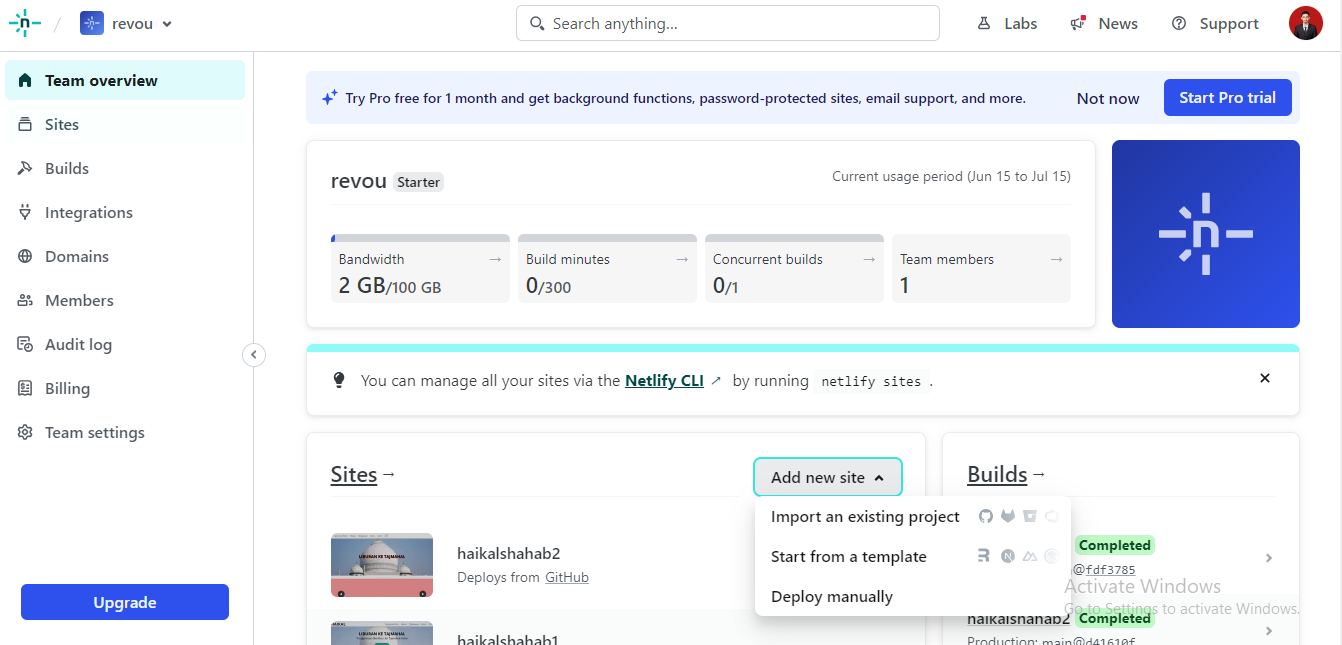 revou
Search anything...
Labs
News
Support
Team overview
Sites
Builds
Integrations
Domains
Members
Audit log
Billing
Team settings
Upgrade
Try Pro free for 1 month and get background functions, password-protected sites, email support, and more.
Not now
Start Pro trial
revou Starter
Current usage period (Jun 15 to Jul 15)
Bandwidth →
2 GB/100 GB
Build minutes →
0/300
Concurrent builds →
0/1
Team members →
1
n
You can manage all your sites via the Netlify CLI ↗ by running netlify sites .
Sites →
Add new site
Import an existing project
Start from a template
Deploy manually
LIBURAN KE TAJMAHAL
haikalshahab2
Deploys from GitHub
LIBURAN KE TAJMAHAL
haikalshahab1
Builds →
Completed
@fdf3785
haikalshahab2 Completed
Production: main@d41610f
Activate Windows
Go to Settings to activate Windows.